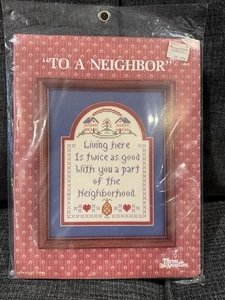 "TO A NEIGHBOR"
Living here
Is twice as good
With you a part
of the
Neighborhood.